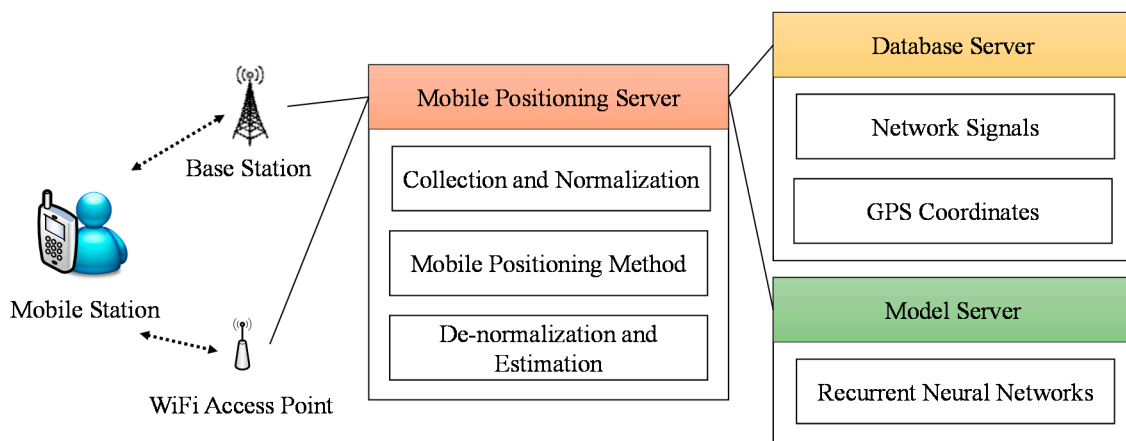 Base Station
Mobile Station
WiFi Access Point
Mobile Positioning Server
Collection and Normalization
Mobile Positioning Method
De-normalization and
Estimation
Database Server
Network Signals
GPS Coordinates
Model Server
Recurrent Neural Networks